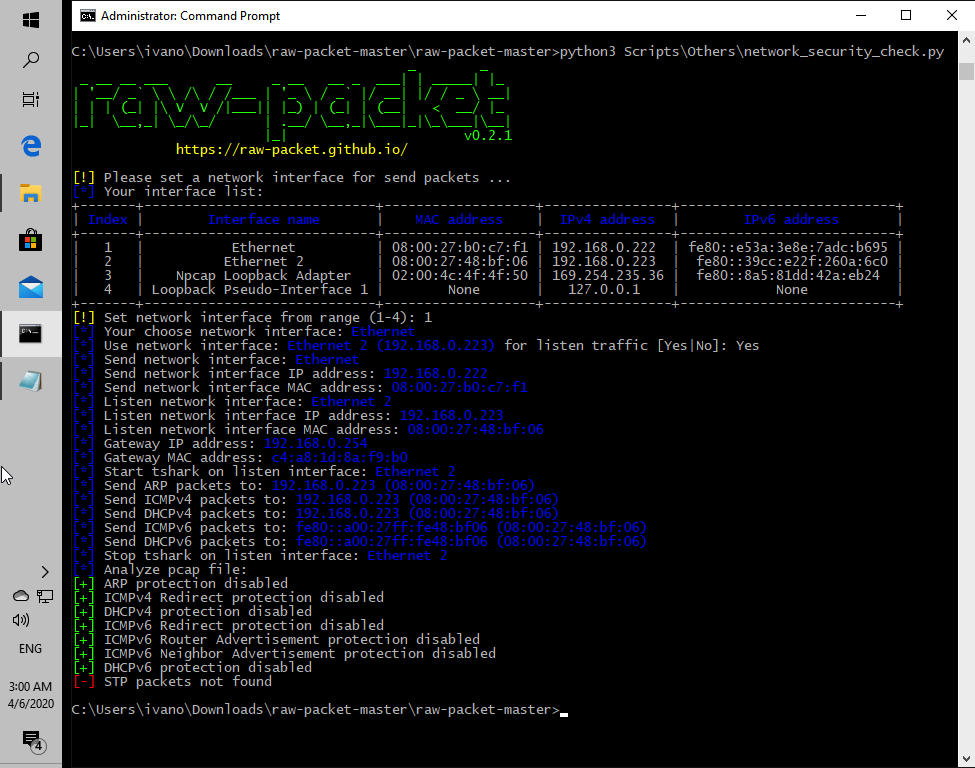 Administrator: Command Prompt
C:\Users\ivano\Downloads\raw-packet-master\raw-packet-master>python3 Scripts\Others\network_security_check.py
raw-packet
v0.2.1
https://raw-packet.github.io/
[!] Please set a network interface for send packets ...
[*] Your interface list:
| Index | Interface name | MAC address | IPv4 address | IPv6 address |
| 1 | Ethernet | 08:00:27:b0:c7:f1 | 192.168.0.222 | fe80::e53a:3e8e:7adc:b695 |
| 2 | Ethernet 2 | 08:00:27:48:bf:06 | 192.168.0.223 | fe80::39cc:e22f:260a:6c0 |
| 3 | Npcap Loopback Adapter | 02:00:4c:4f:4f:50 | 169.254.235.36 | fe80::8a5:81dd:42a:eb24 |
| 4 | Loopback Pseudo-Interface 1 | None | 127.0.0.1 | None |
[!] Set network interface from range (1-4): 1
[*] Your choose network interface: Ethernet
[*] Use network interface: Ethernet 2 (192.168.0.223) for listen traffic [Yes|No]: Yes
[*] Send network interface: Ethernet
[*] Send network interface IP address: 192.168.0.222
[*] Send network interface MAC address: 08:00:27:b0:c7:f1
[*] Listen network interface: Ethernet 2
[*] Listen network interface IP address: 192.168.0.223
[*] Listen network interface MAC address: 08:00:27:48:bf:06
[*] Gateway IP address: 192.168.0.254
[*] Gateway MAC address: c4:a8:1d:8a:f9:b0
[*] Start tshark on listen interface: Ethernet 2
[*] Send ARP packets to: 192.168.0.223 (08:00:27:48:bf:06)
[*] Send ICMPv4 packets to: 192.168.0.223 (08:00:27:48:bf:06)
[*] Send DHCPv4 packets to: 192.168.0.223 (08:00:27:48:bf:06)
[*] Send ICMPv6 packets to: fe80::a00:27ff:fe48:bf06 (08:00:27:48:bf:06)
[*] Send DHCPv6 packets to: fe80::a00:27ff:fe48:bf06 (08:00:27:48:bf:06)
[*] Stop tshark on listen interface: Ethernet 2
[*] Analyze pcap file:
[+] ARP protection disabled
[+] ICMPv4 Redirect protection disabled
[+] DHCPv4 protection disabled
[+] ICMPv6 Redirect protection disabled
[+] ICMPv6 Router Advertisement protection disabled
[+] ICMPv6 Neighbor Advertisement protection disabled
[+] DHCPv6 protection disabled
[-] STP packets not found
C:\Users\ivano\Downloads\raw-packet-master\raw-packet-master>
ENG
3:00 AM
4/6/2020
4